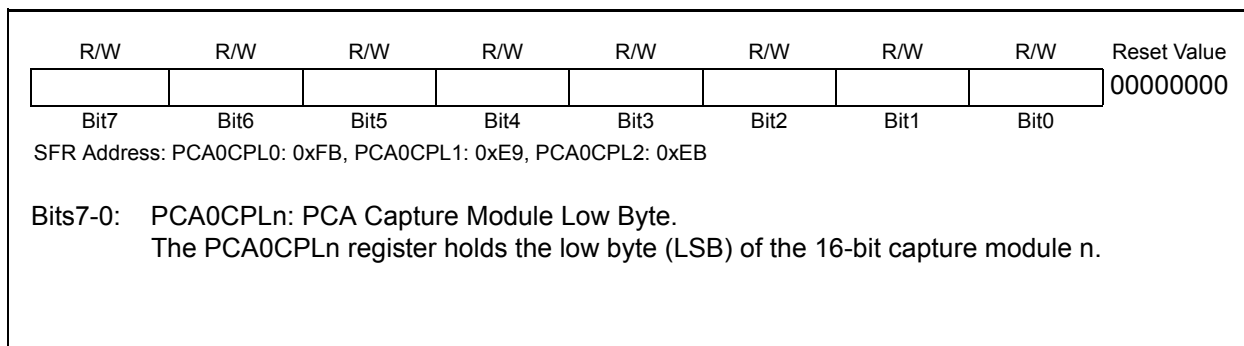 R/W R/W R/W R/W R/W R/W R/W R/W Reset Value
00000000
Bit7 Bit6 Bit5 Bit4 Bit3 Bit2 Bit1 Bit0
SFR Address: PCA0CPL0: 0xFB, PCA0CPL1: 0xE9, PCA0CPL2: 0xEB
Bits7-0: PCA0CPLn: PCA Capture Module Low Byte.
The PCA0CPLn register holds the low byte (LSB) of the 16-bit capture module n.